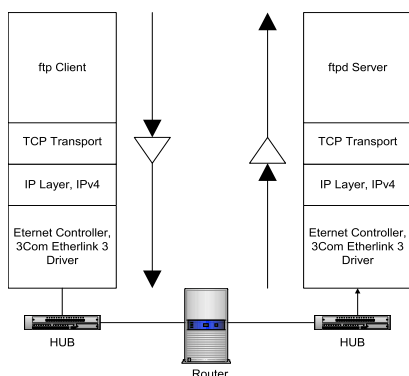 ftp Client
TCP Transport
IP Layer, IPv4
Eternet Controller,
3Com Etherlink 3
Driver
HUB
ftpd Server
TCP Transport
IP Layer, IPv4
Eternet Controller,
3Com Etherlink 3
Driver
HUB
Router